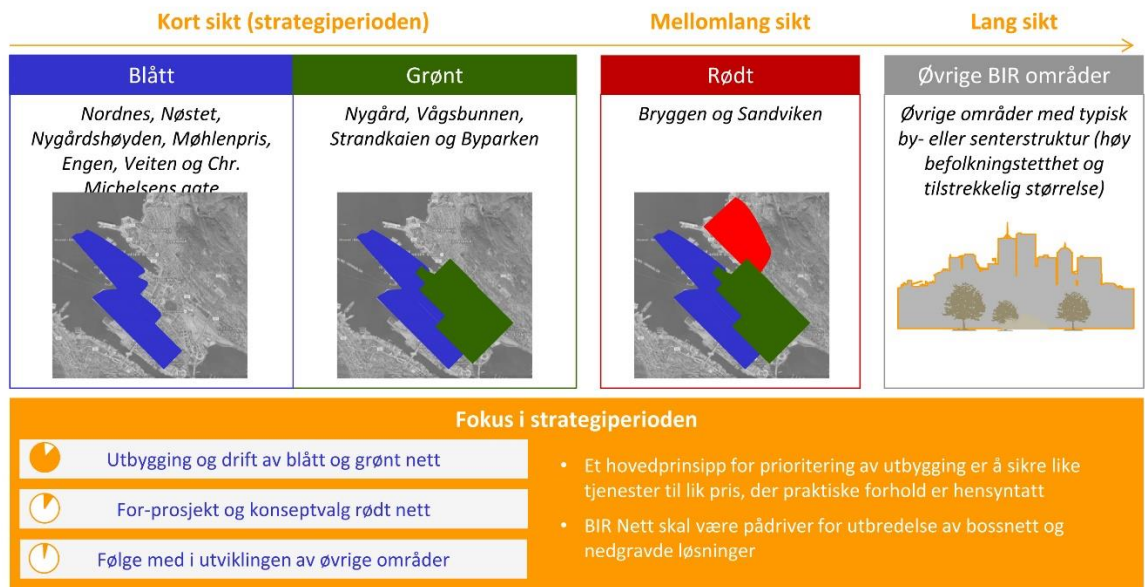 Kort sikt (strategiperioden)
Mellomlang sikt
Lang sikt
Blått
Nordnes, Nøstet,
Nygårdshøyden, Møhlenpris,
Engen, Veiten og Chr.
Michelsens gate
Grønt
Nygård, Vågsbunnen,
Strandkaien og Byparken
Rødt
Bryggen og Sandviken
Øvrige BIR områder
Øvrige områder med typisk
by- eller senterstruktur (høy
befolkningstetthet og
tilstrekkelig størrelse)
Fokus i strategiperioden
Utbygging og drift av blått og grønt nett
For-prosjekt og konseptvalg rødt nett
Følge med i utviklingen av øvrige områder
• Et hovedprinsipp for prioritering av utbygging er å sikre like
tjenester til lik pris, der praktiske forhold er hensyntatt
• BIR Nett skal være pådriver for utbredelse av bossnett og
nedgravde løsninger